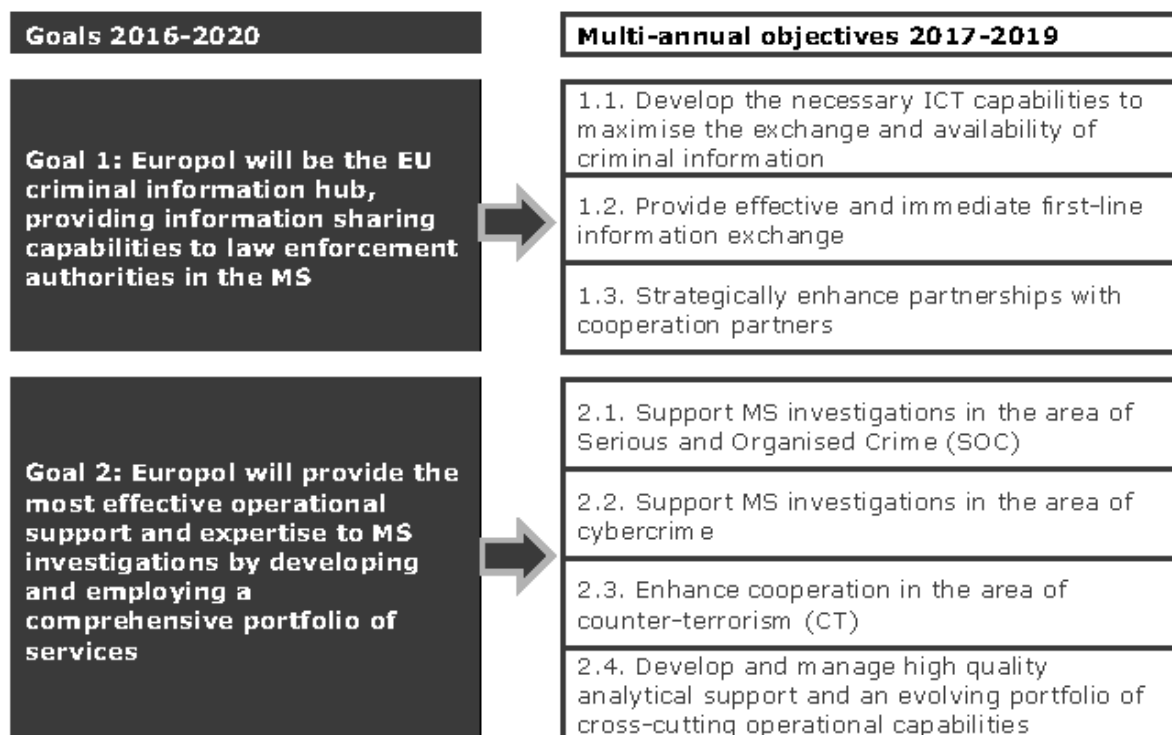 Goals 2016-2020
Multi-annual objectives 2017-2019
Goal 1: Europol will be the EU
criminal information hub,
providing information sharing
capabilities to law enforcement
authorities in the MS
1.1. Develop the necessary ICT capabilities to
maximise the exchange and availability of
criminal information
1.2. Provide effective and immediate first-line
information exchange
1.3. Strategically enhance partnerships with
cooperation partners
Goal 2: Europol will provide the
most effective operational
support and expertise to MS
investigations by developing
and employing a
comprehensive portfolio of
services
2.1. Support MS investigations in the area of
Serious and Organised Crime (SOC)
2.2. Support MS investigations in the area of
cybercrime
2.3. Enhance cooperation in the area of
counter-terrorism (CT)
2.4. Develop and manage high quality
analytical support and an evolving portfolio of
cross-cutting operational capabilities